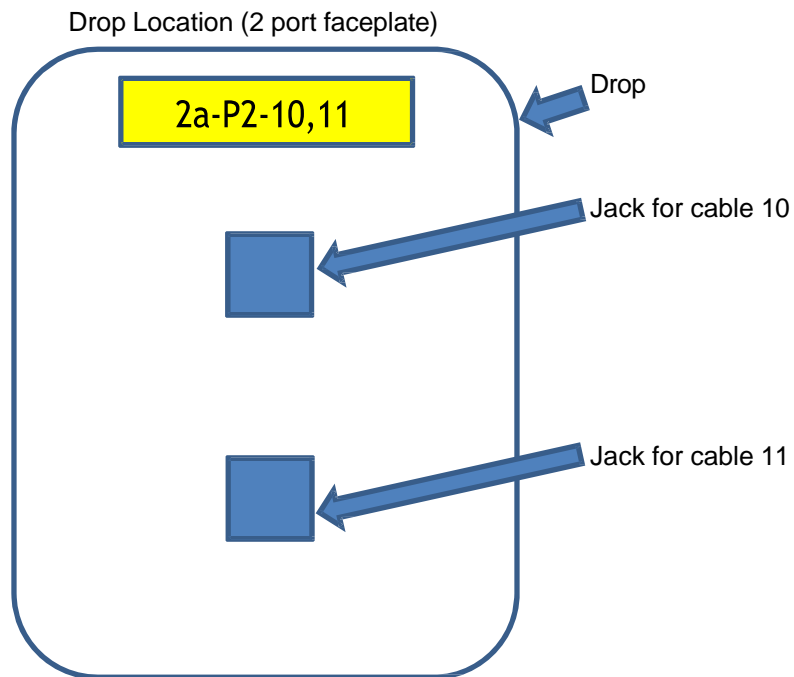 Drop Location (2 port faceplate)
Drop
2a-P2-10,11
Jack for cable 10
Jack for cable 11